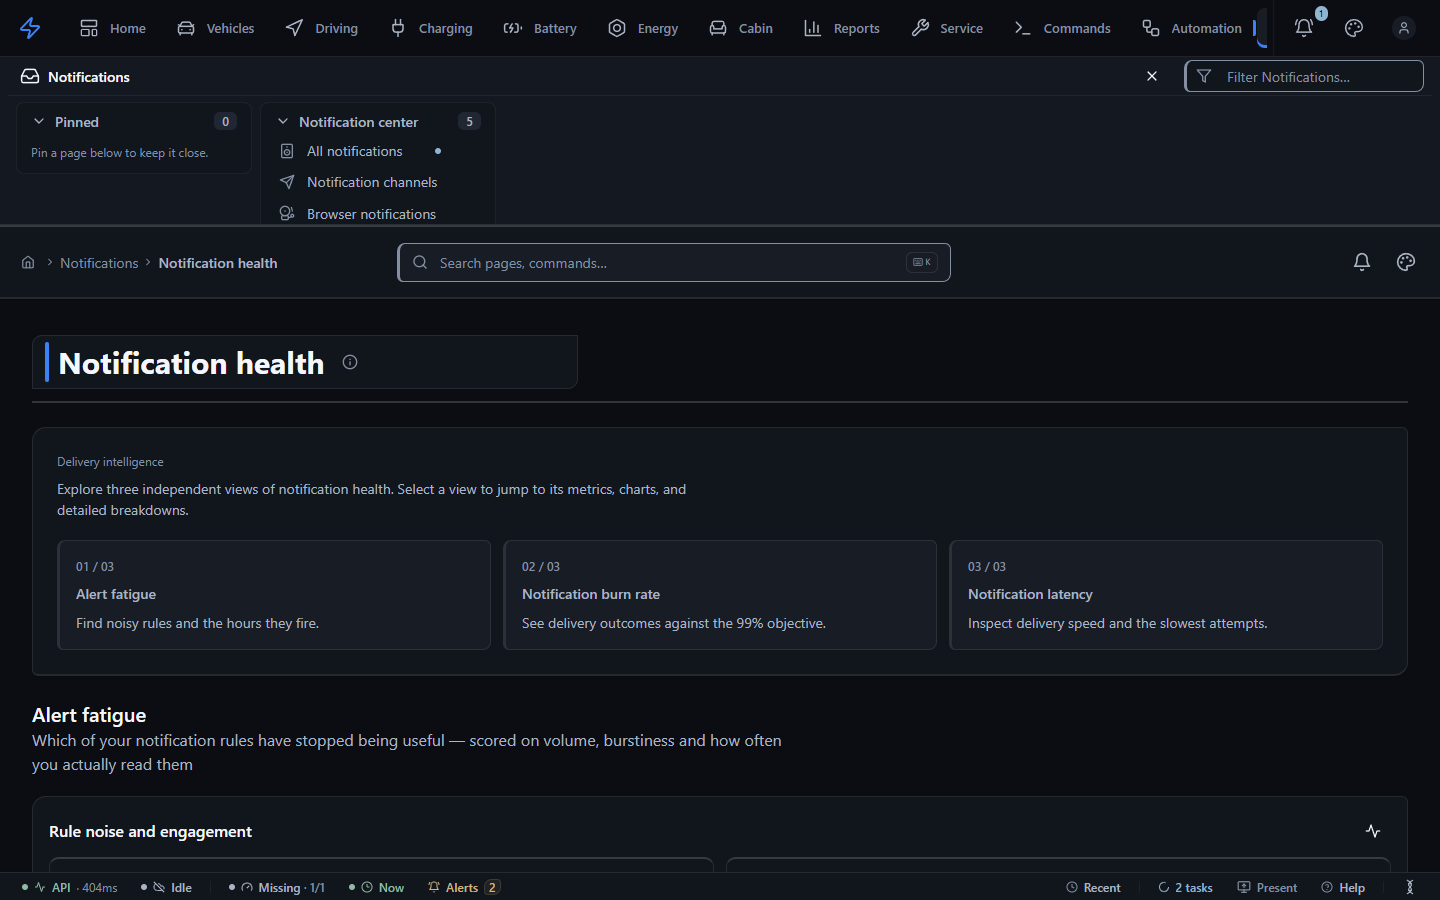 Home
Vehicles
Driving
Charging
Battery
Energy
Cabin
Reports
Service
Commands
Automation
1
Notifications
Filter Notifications...
Pinned
0
Pin a page below to keep it close.
Notification center
5
All notifications
Notification channels
Browser notifications
Notifications
Notification health
Search pages, commands...
K
Notification health
Delivery intelligence
Explore three independent views of notification health. Select a view to jump to its metrics, charts, and
detailed breakdowns.
01 / 03
Alert fatigue
Find noisy rules and the hours they fire.
02 / 03
Notification burn rate
See delivery outcomes against the 99% objective.
03 / 03
Notification latency
Inspect delivery speed and the slowest attempts.
Alert fatigue
Which of your notification rules have stopped being useful — scored on volume, burstiness and how often
you actually read them
Rule noise and engagement
API · 404ms
Idle
Missing · 1/1
Now
Alerts 2
Recent
2 tasks
Present
Help